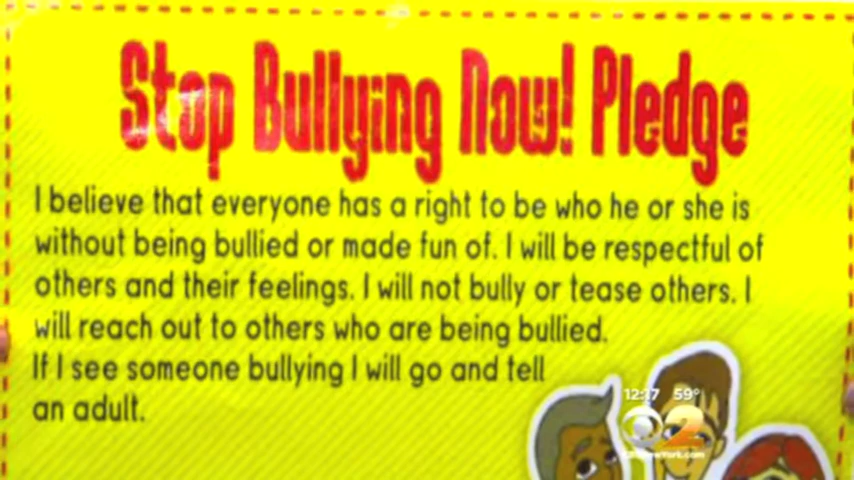 Stop Bullying Now! Pledge
I believe that everyone has a right to be who he or she is
without being bullied or made fun of. I will be respectful of
others and their feelings. I will not bully or tease others. I
will reach out to others who are being bullied.
If I see someone bullying I will go and tell
an adult.
12:17 59°
2
CBSNewYork.com